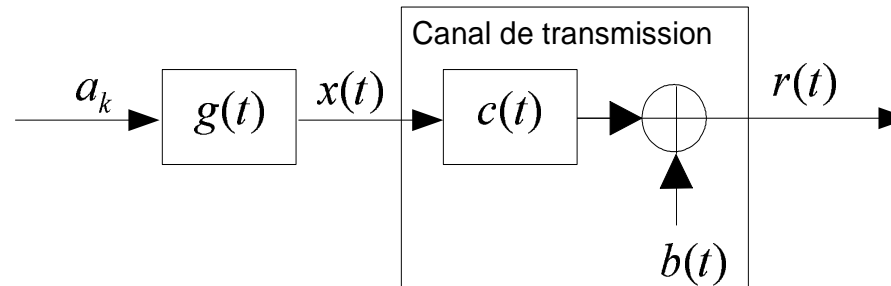 Canal de transmission
a_k
g(t)
x(t)
c(t)
r(t)
b(t)